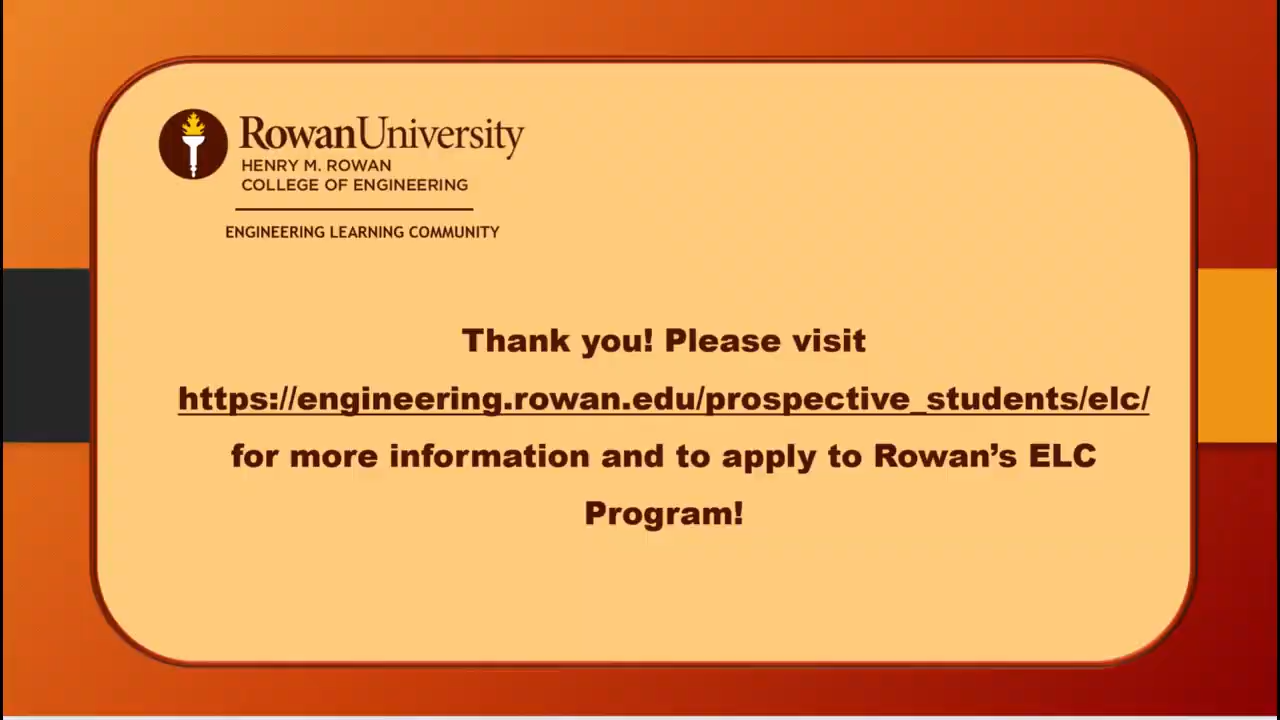 RowanUniversity
HENRY M. ROWAN
COLLEGE OF ENGINEERING
ENGINEERING LEARNING COMMUNITY
Thank you! Please visit
https://engineering.rowan.edu/prospective_students/elc/
for more information and to apply to Rowan’s ELC
Program!